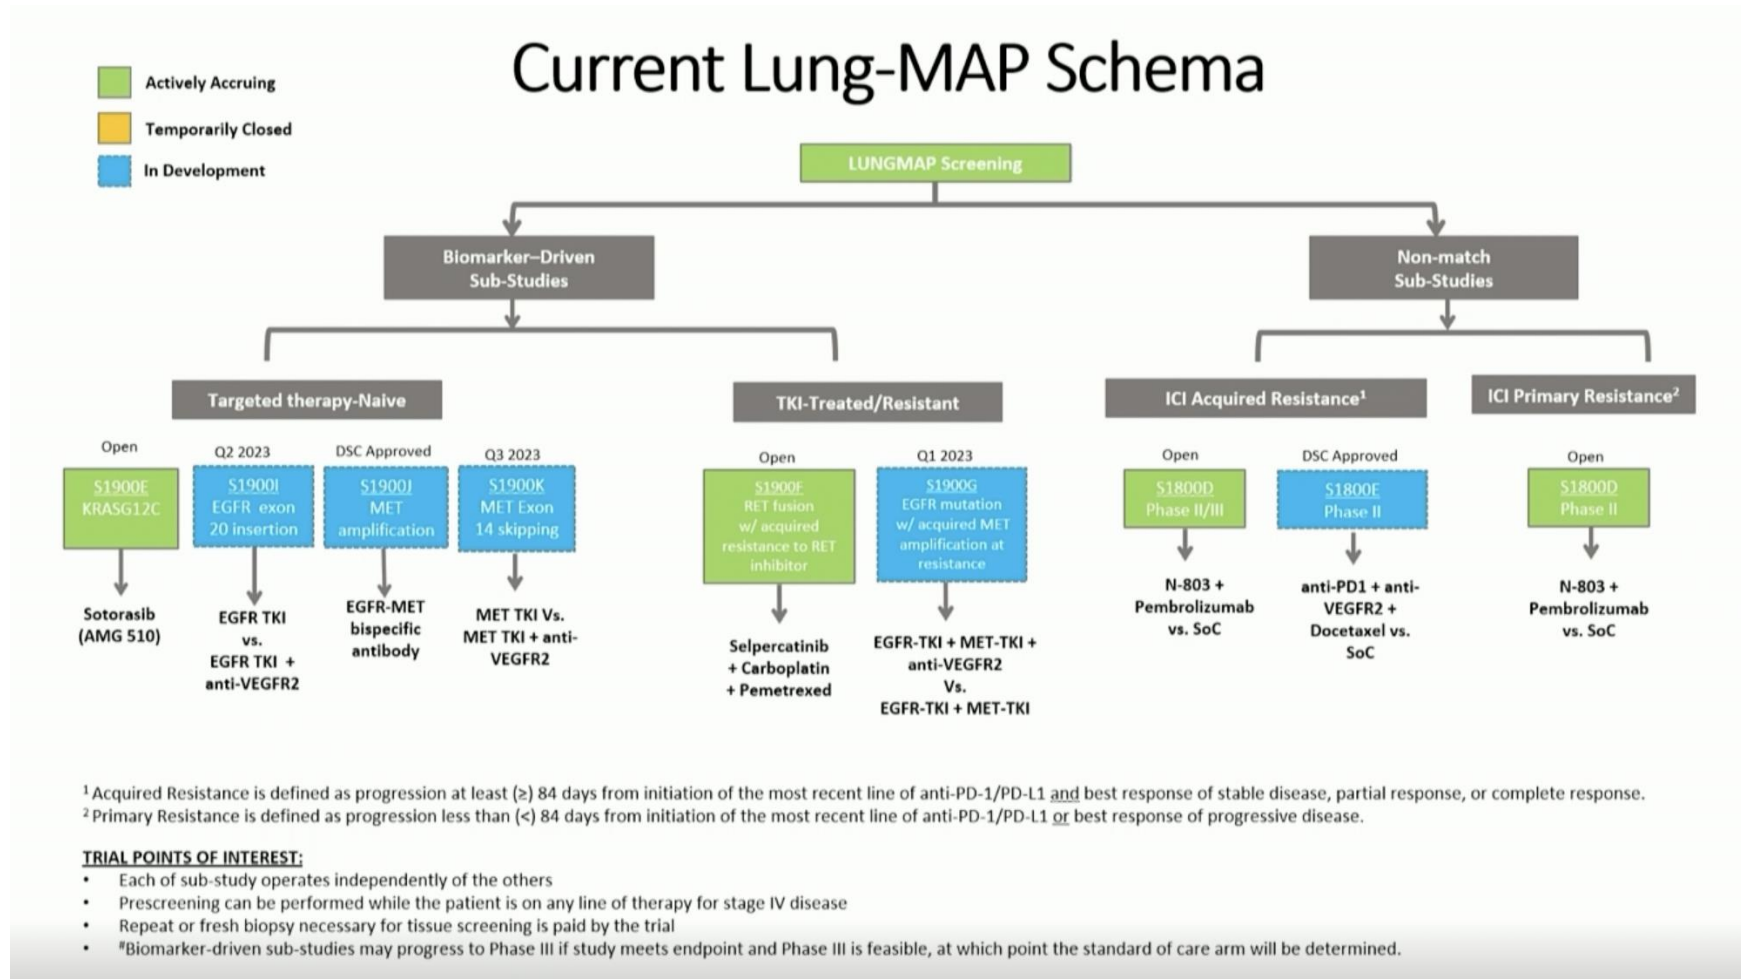 Current Lung-MAP Schema
Actively Accruing
Temporarily Closed
In Development
LUNGMAP Screening
Biomarker–Driven
Sub-Studies
Non-match
Sub-Studies
Targeted therapy-Naive
TKI-Treated/Resistant
ICI Acquired Resistance¹
ICI Primary Resistance²
Open
S1900E
KRASG12C
Sotorasib
(AMG 510)
Q2 2023
S1900I
EGFR exon
20 insertion
EGFR TKI
vs.
EGFR TKI +
anti-VEGFR2
DSC Approved
S1900J
MET
amplification
EGFR-MET
bispecific
antibody
Q3 2023
S1900K
MET Exon
14 skipping
MET TKI Vs.
MET TKI + anti-
VEGFR2
Open
S1900F
RET fusion
w/ acquired
resistance to RET
inhibitor
Selpercatinib
+ Carboplatin
+ Pemetrexed
Q1 2023
S1900G
EGFR mutation
w/ acquired MET
amplification at
resistance
EGFR-TKI + MET-TKI +
anti-VEGFR2
Vs.
EGFR-TKI + MET-TKI
Open
S1800D
Phase II/III
N-803 +
Pembrolizumab
vs. SoC
DSC Approved
S1800E
Phase II
anti-PD1 + anti-
VEGFR2 +
Docetaxel vs.
SoC
Open
S1800D
Phase II
N-803 +
Pembrolizumab
vs. SoC
¹ Acquired Resistance is defined as progression at least (≥) 84 days from initiation of the most recent line of anti-PD-1/PD-L1 and best response of stable disease, partial response, or complete response.
² Primary Resistance is defined as progression less than (<) 84 days from initiation of the most recent line of anti-PD-1/PD-L1 or best response of progressive disease.
TRIAL POINTS OF INTEREST:
• Each of sub-study operates independently of the others
• Prescreening can be performed while the patient is on any line of therapy for stage IV disease
• Repeat or fresh biopsy necessary for tissue screening is paid by the trial
• #Biomarker-driven sub-studies may progress to Phase III if study meets endpoint and Phase III is feasible, at which point the standard of care arm will be determined.